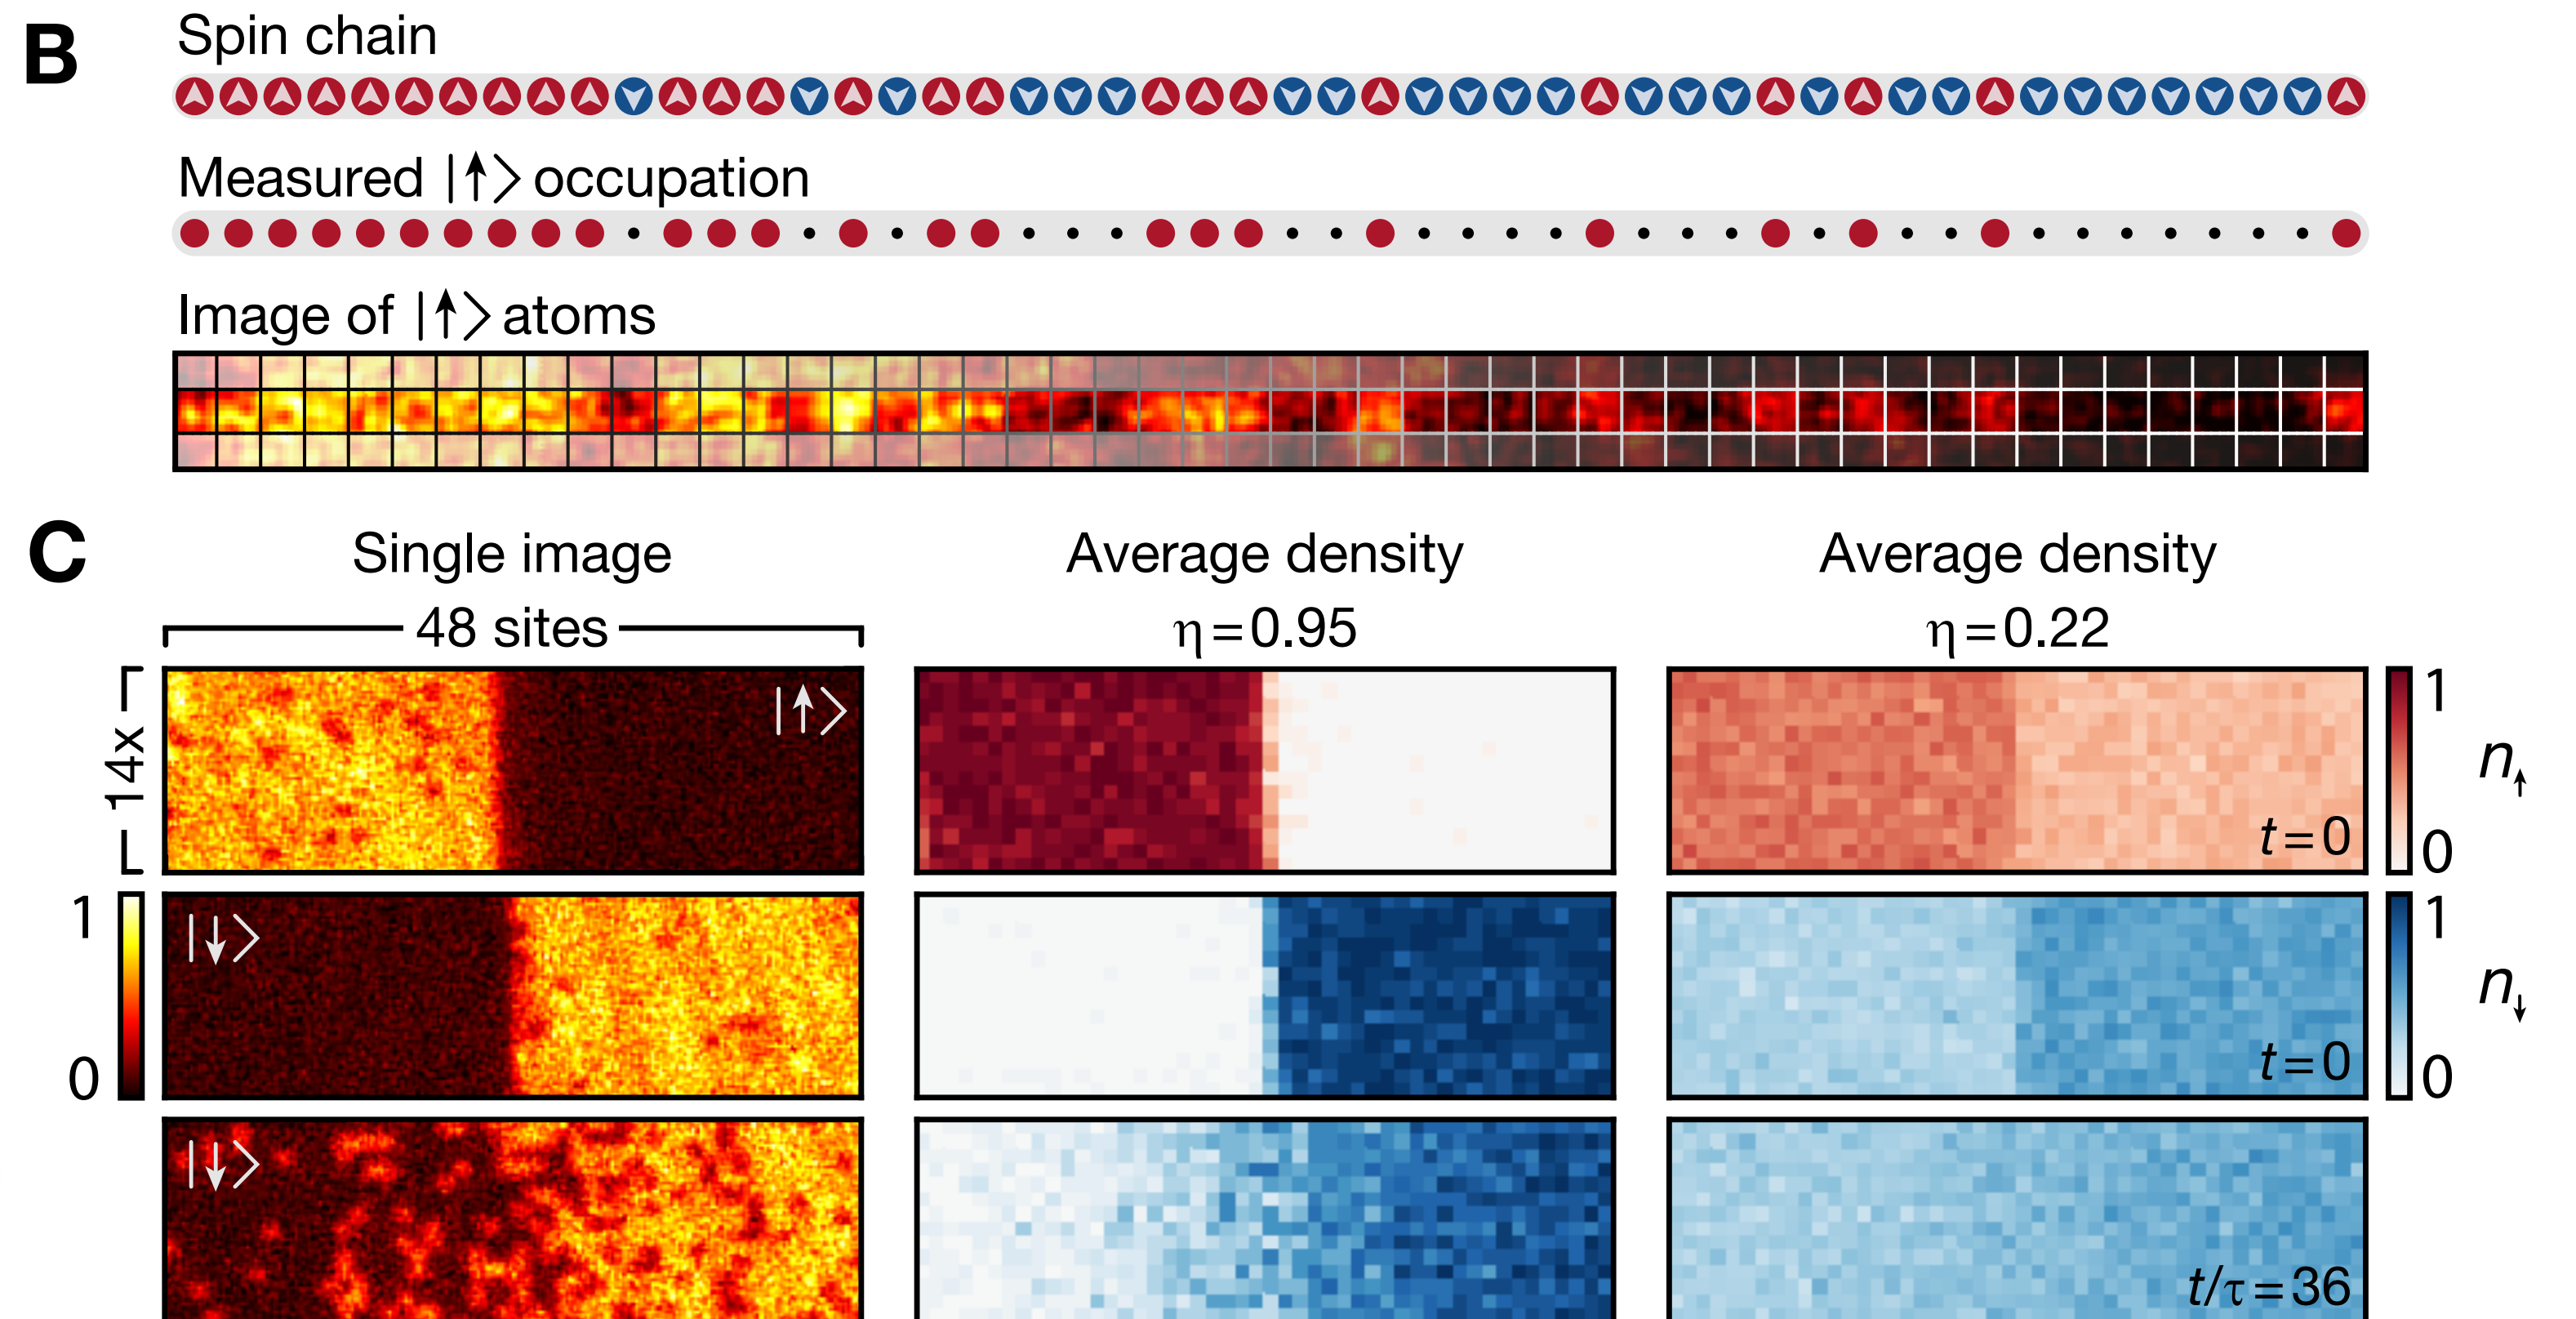 B
Spin chain
Measured |↑⟩ occupation
Image of |↑⟩ atoms
C
Single image
Average density
Average density
48 sites
η=0.95
η=0.22
14x
|↑⟩
t=0
1
0
n↑
1
0
|↓⟩
t=0
1
0
n↓
|↓⟩
t/τ=36